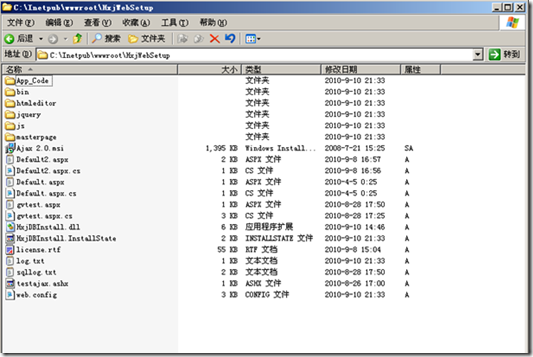 C:\Inetpub\wwwroot\HxjWebSetup
文件(F) 编辑(E) 查看(V) 收藏(A) 工具(T) 帮助(H)
后退 搜索 文件夹
地址(D) C:\Inetpub\wwwroot\HxjWebSetup 转到
名称 大小 类型 修改日期 属性
App_Code 文件夹 2010-9-10 21:33
bin 文件夹 2010-9-10 21:33
htmleditor 文件夹 2010-9-10 21:33
jquery 文件夹 2010-9-10 21:33
js 文件夹 2010-9-10 21:33
masterpage 文件夹 2010-9-10 21:33
Ajax 2.0.msi 1,395 KB Windows Install... 2008-7-21 15:25 SA
Default2.aspx 2 KB ASPX 文件 2010-9-8 16:57 A
Default2.aspx.cs 1 KB CS 文件 2010-9-8 16:56 A
Default.aspx 1 KB ASPX 文件 2010-4-5 0:25 A
Default.aspx.cs 1 KB CS 文件 2010-4-5 0:25 A
gvtest.aspx 1 KB ASPX 文件 2010-8-28 17:50 A
gvtest.aspx.cs 3 KB CS 文件 2010-8-28 17:25 A
HxjDBInstall.dll 6 KB 应用程序扩展 2010-9-10 14:46 A
HxjDBInstall.InstallState 2 KB INSTALLSTATE 文件 2010-9-10 21:33 A
license.rtf 55 KB RTF 文档 2010-9-8 15:04 A
log.txt 1 KB 文本文档 2010-9-10 21:33 A
sqllog.txt 2 KB 文本文档 2010-8-28 17:50 A
testajax.ashx 1 KB ASHX 文件 2010-8-26 17:00 A
web.config 3 KB CONFIG 文件 2010-9-10 21:33 A